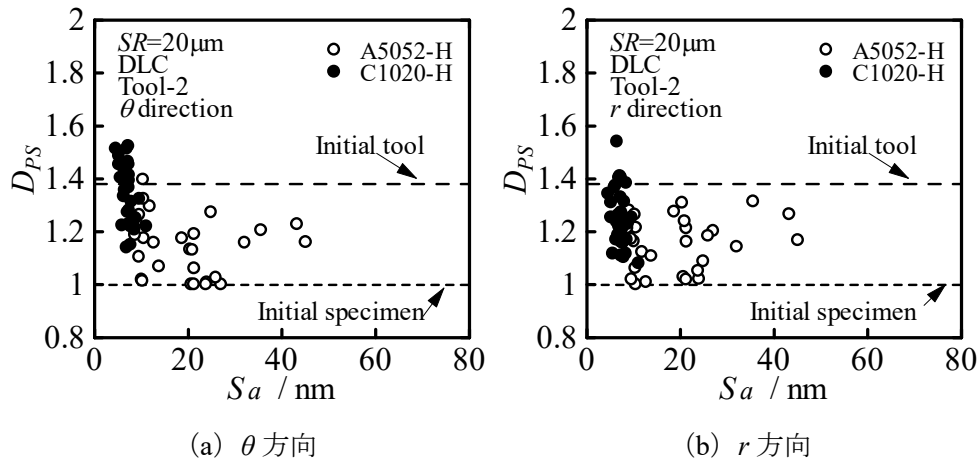 2
1.8
1.6
1.4
1.2
1
0.8
D_PS
SR=20μm
DLC
Tool-2
θ direction
A5052-H
C1020-H
Initial tool
Initial specimen
0 20 40 60 80
Sa / nm
(a) θ 方向
2
1.8
1.6
1.4
1.2
1
0.8
D_PS
SR=20μm
DLC
Tool-2
r direction
A5052-H
C1020-H
Initial tool
Initial specimen
0 20 40 60 80
Sa / nm
(b) r 方向